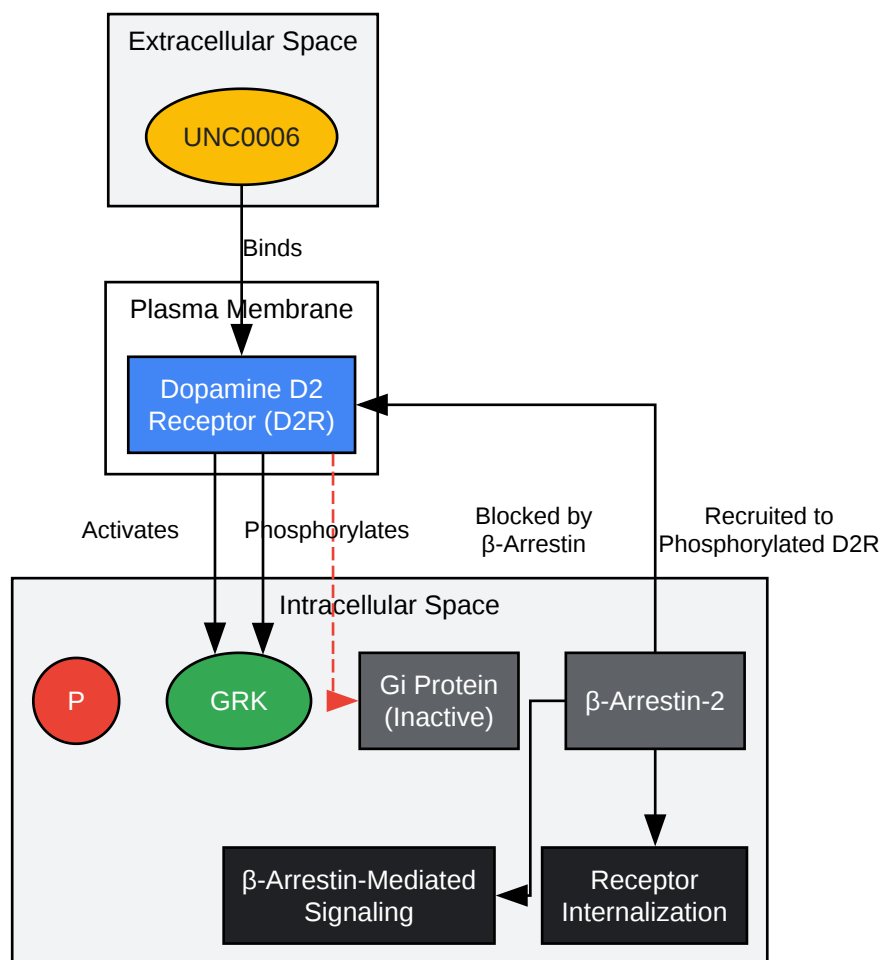 Extracellular Space
UNC0006
Binds
Plasma Membrane
Dopamine D2
Receptor (D2R)
Activates
Phosphorylates
Blocked by
β-Arrestin
Recruited to
Phosphorylated D2R
Intracellular Space
P
GRK
Gi Protein
(Inactive)
β-Arrestin-2
β-Arrestin-Mediated
Signaling
Receptor
Internalization